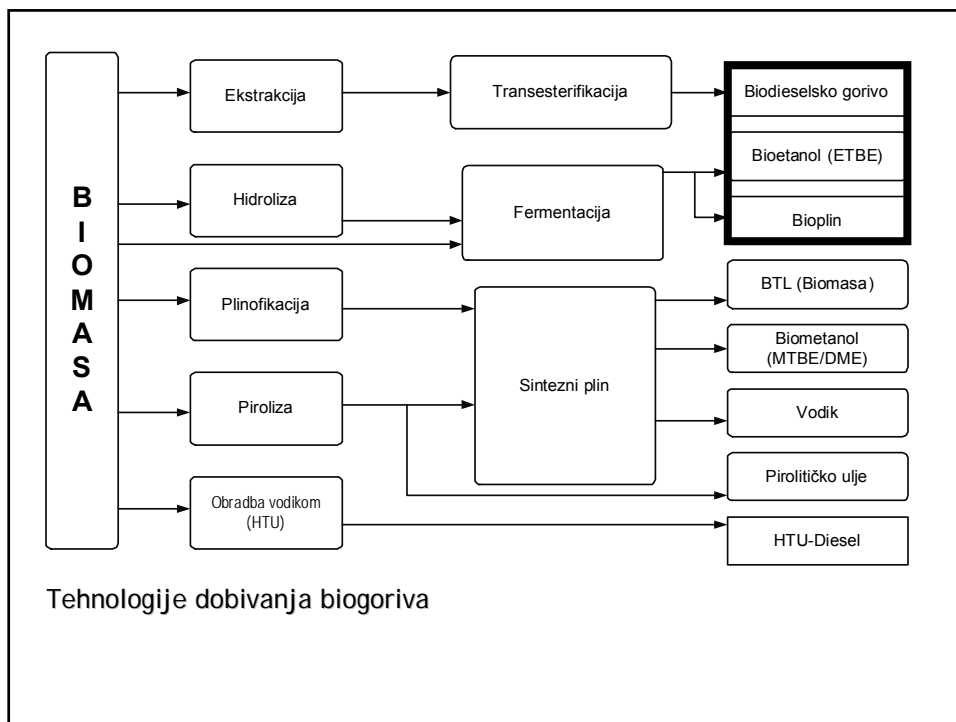 BIOMASA
Ekstrakcija
Transesterifikacija
Biodieselsko gorivo
Bioetanol (ETBE)
Bioplin
Hidroliza
Fermentacija
Plinofikacija
Sintezni plin
BTL (Biomasa)
Biometanol
(MTBE/DME)
Piroliza
Vodik
Pirolitičko ulje
Obradba vodikom
(HTU)
HTU-Diesel
Tehnologije dobivanja biogoriva